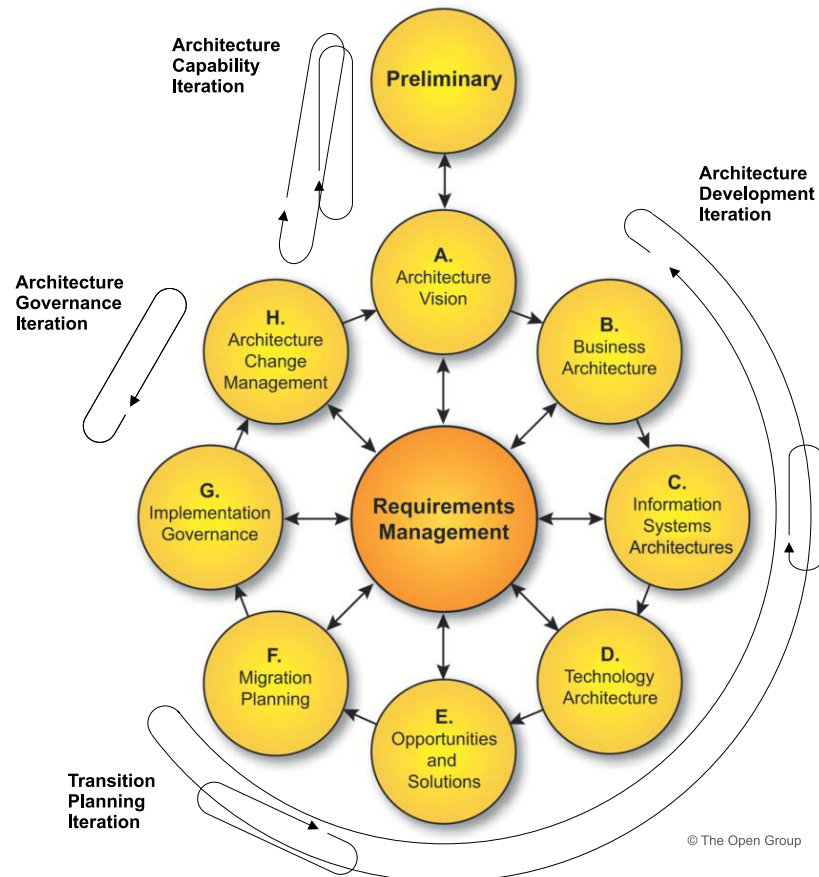 Architecture
Capability
Iteration
Preliminary
Architecture
Development
Iteration
A.
Architecture
Vision
Architecture
Governance
Iteration
H.
Architecture
Change
Management
B.
Business
Architecture
G.
Implementation
Governance
Requirements
Management
C.
Information
Systems
Architectures
F.
Migration
Planning
D.
Technology
Architecture
E.
Opportunities
and
Solutions
Transition
Planning
Iteration
© The Open Group